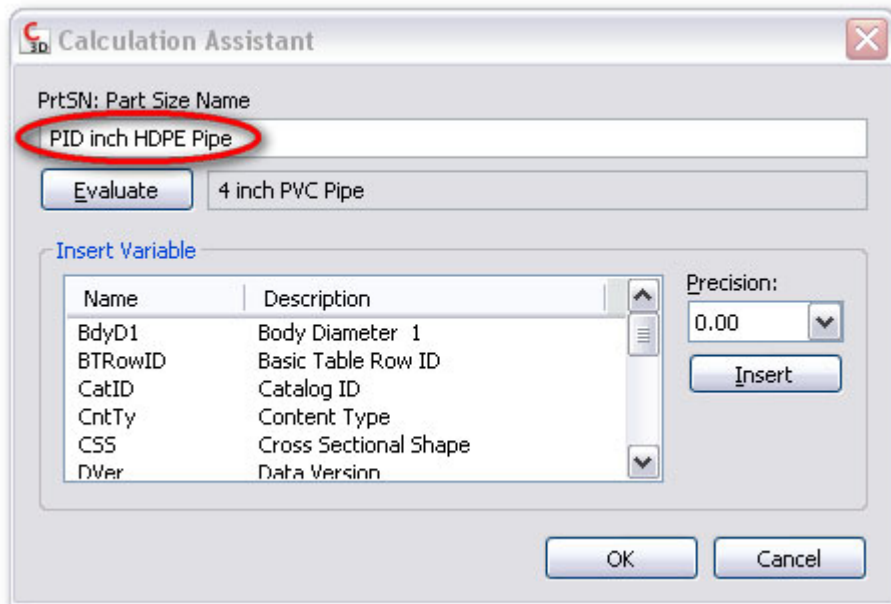 C 3D Calculation Assistant
PrtSN: Part Size Name
PID inch HDPE Pipe
Evaluate 4 inch PVC Pipe
Insert Variable
Name Description
BdyD1 Body Diameter 1
BTRowID Basic Table Row ID
CatID Catalog ID
CntTy Content Type
CSS Cross Sectional Shape
DVer Data Version
Precision:
0.00
Insert
OK Cancel